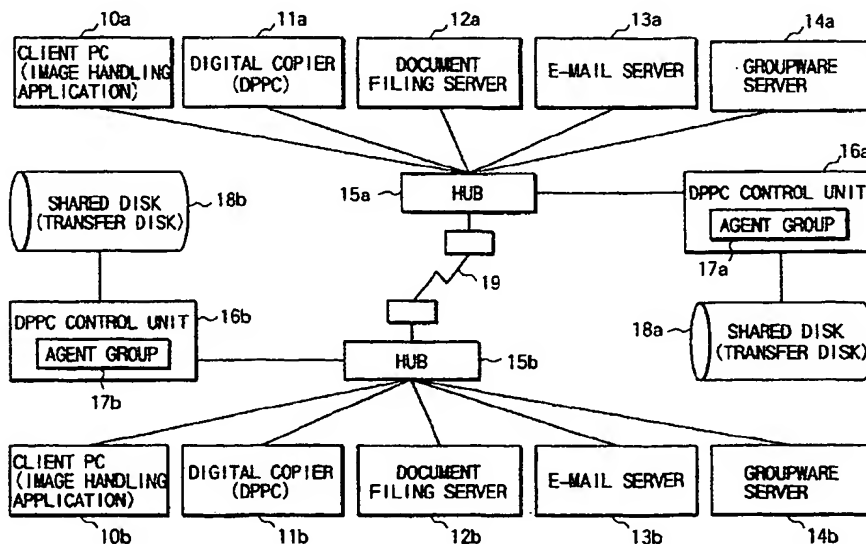 10a
11a
12a
13a
14a
CLIENT PC
(IMAGE HANDLING
APPLICATION)
DIGITAL COPIER
(DPPC)
DOCUMENT
FILING SERVER
E-MAIL SERVER
GROUPWARE
SERVER
16a
SHARED DISK
(TRANSFER DISK)
18b
15a
HUB
DPPC CONTROL UNIT
AGENT GROUP
17a
19
DPPC CONTROL UNIT
16b
AGENT GROUP
17b
HUB
15b
18a
SHARED DISK
(TRANSFER DISK)
CLIENT PC
(IMAGE HANDLING
APPLICATION)
DIGITAL COPIER
(DPPC)
DOCUMENT
FILING SERVER
E-MAIL SERVER
GROUPWARE
SERVER
10b
11b
12b
13b
14b